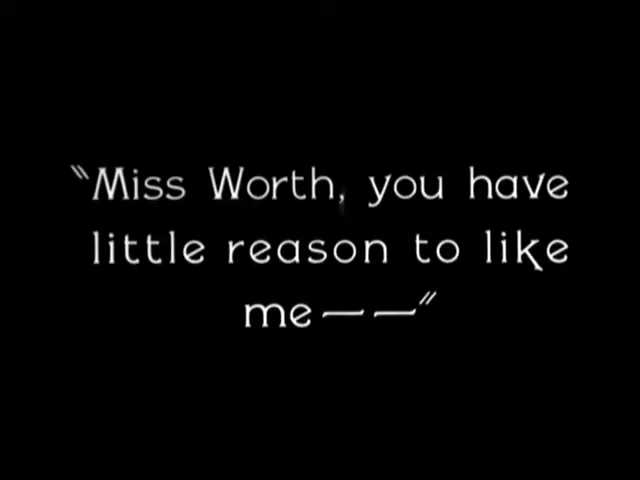 "Miss Worth, you have
little reason to like
me — —"